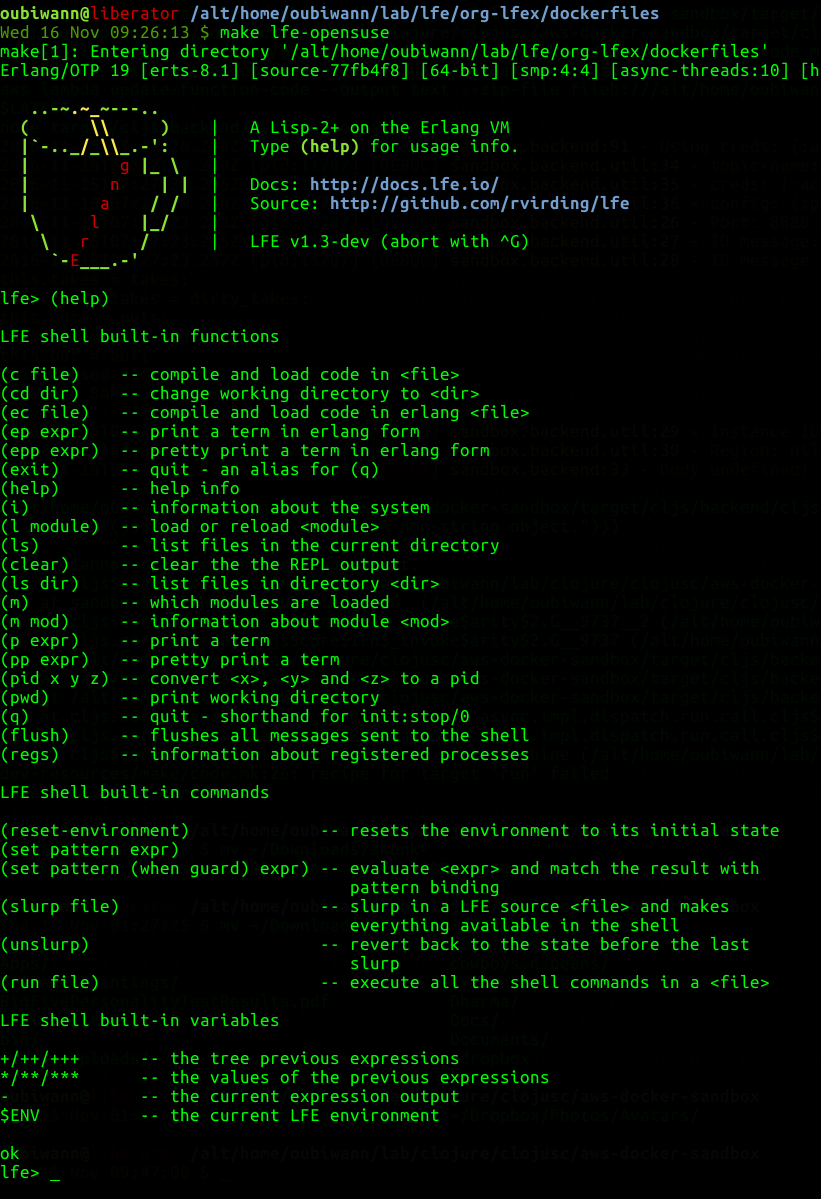 oubiwann@liberator /alt/home/oubiwann/lab/lfe/org-lfex/dockerfiles
Wed 16 Nov 09:26:13 $ make lfe-opensuse
make[1]: Entering directory '/alt/home/oubiwann/lab/lfe/org-lfex/dockerfiles'
Erlang/OTP 19 [erts-8.1] [source-77fb4f8] [64-bit] [smp:4:4] [async-threads:10] [h

   ..-~.~_~---..
  (      \\     )    |   A Lisp-2+ on the Erlang VM
  |`-.._/_\\_.-':    |   Type (help) for usage info.
  |         g |_ \   |
  |        n    | |  |   Docs: http://docs.lfe.io/
  |       a    / /   |   Source: http://github.com/rvirding/lfe
   \     l    |_/    |
    \   r     /      |   LFE v1.3-dev (abort with ^G)
     `-E___.-'

lfe> (help)

LFE shell built-in functions

(c file)    -- compile and load code in <file>
(cd dir)    -- change working directory to <dir>
(ec file)   -- compile and load code in erlang <file>
(ep expr)   -- print a term in erlang form
(epp expr)  -- pretty print a term in erlang form
(exit)      -- quit - an alias for (q)
(help)      -- help info
(i)         -- information about the system
(l module)  -- load or reload <module>
(ls)        -- list files in the current directory
(clear)     -- clear the the REPL output
(ls dir)    -- list files in directory <dir>
(m)         -- which modules are loaded
(m mod)     -- information about module <mod>
(p expr)    -- print a term
(pp expr)   -- pretty print a term
(pid x y z) -- convert <x>, <y> and <z> to a pid
(pwd)       -- print working directory
(q)         -- quit - shorthand for init:stop/0
(flush)     -- flushes all messages sent to the shell
(regs)      -- information about registered processes

LFE shell built-in commands

(reset-environment)             -- resets the environment to its initial state
(set pattern expr)
(set pattern (when guard) expr) -- evaluate <expr> and match the result with
                                   pattern binding
(slurp file)                    -- slurp in a LFE source <file> and makes
                                   everything available in the shell
(unslurp)                       -- revert back to the state before the last
                                   slurp
(run file)                      -- execute all the shell commands in a <file>

LFE shell built-in variables

+/++/+++      -- the tree previous expressions
*/**/***      -- the values of the previous expressions
-             -- the current expression output
$ENV          -- the current LFE environment

ok
lfe> _